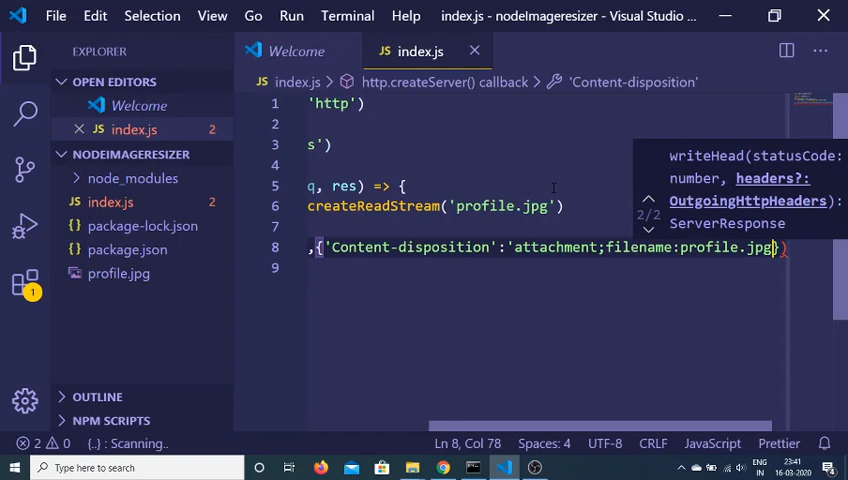 File Edit Selection View Go Run Terminal Help index.js - nodeImageresizer - Visual Studio ...
EXPLORER
OPEN EDITORS
Welcome
JS index.js 2
NODEIMAGERESIZER
node_modules
JS index.js 2
package-lock.json
package.json
profile.jpg
OUTLINE
NPM SCRIPTS
1
Welcome JS index.js
index.js › http.createServer() callback › 'Content-disposition'
1 'http')
2
3 s')
4
5 q, res) => {
6 createReadStream('profile.jpg')
7
8 ,{'Content-disposition':'attachment;filename:profile.jpg})
9
writeHead(statusCode:
number, headers?:
2/2 OutgoingHttpHeaders):
ServerResponse
2 0 {..} : Scanning.. Ln 8, Col 78 Spaces: 4 UTF-8 CRLF JavaScript Prettier
Type here to search
ENG
IN
23:41
16-03-2020
4